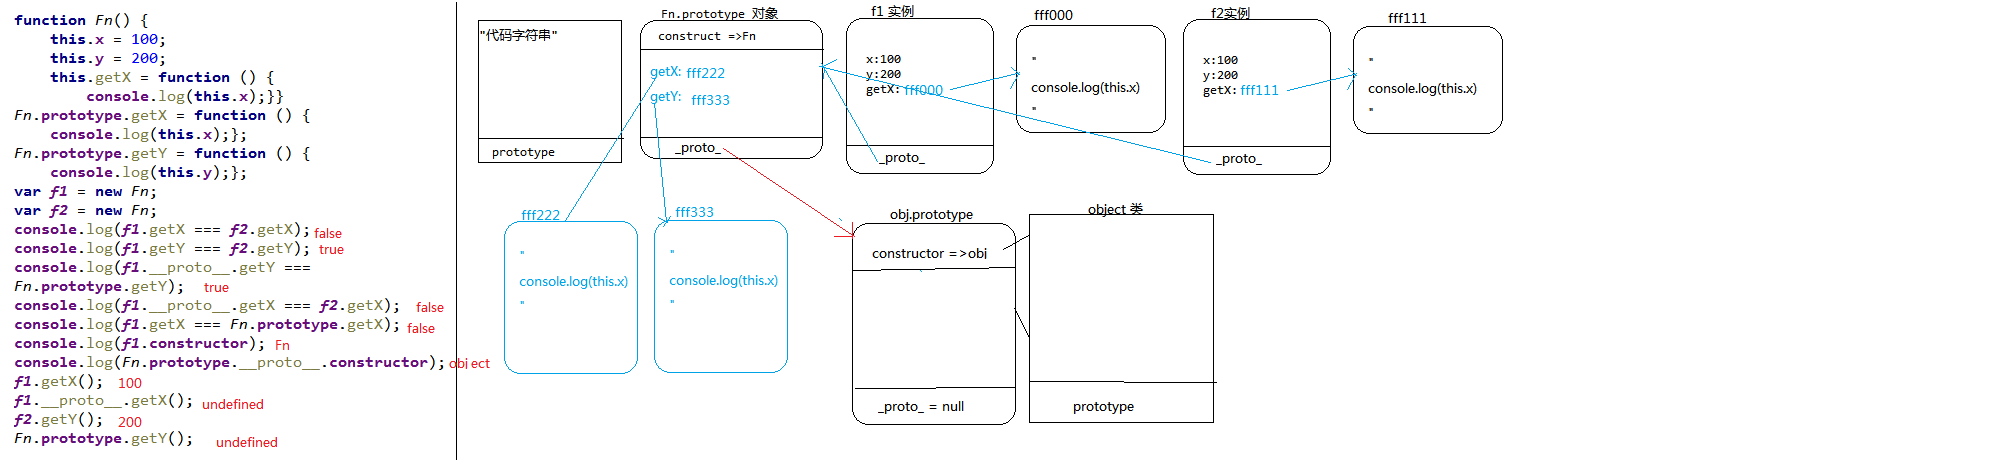 function Fn() {
this.x = 100;
this.y = 200;
this.getX = function () {
console.log(this.x);}}
Fn.prototype.getX = function () {
console.log(this.x);};
Fn.prototype.getY = function () {
console.log(this.y);};
var f1 = new Fn;
var f2 = new Fn;
console.log(f1.getX === f2.getX); false
console.log(f1.getY === f2.getY); true
console.log(f1.__proto__.getY ===
Fn.prototype.getY); true
console.log(f1.__proto__.getX === f2.getX); false
console.log(f1.getX === Fn.prototype.getX); false
console.log(f1.constructor); Fn
console.log(Fn.prototype.__proto__.constructor); object
f1.getX(); 100
f1.__proto__.getX(); undefined
f2.getY(); 200
Fn.prototype.getY(); undefined
"代码字符串"
prototype
Fn.prototype 对象
construct =>Fn
getX: fff222
getY: fff333
_proto_
f1 实例
x:100
y:200
getX: fff000
_proto_
fff000
"
console.log(this.x)
"
f2实例
x:100
y:200
getX: fff111
_proto_
fff111
"
console.log(this.x)
"
fff222
"
console.log(this.x)
"
fff333
"
console.log(this.x)
"
obj.prototype
constructor =>obj
_proto_ = null
object 类
prototype